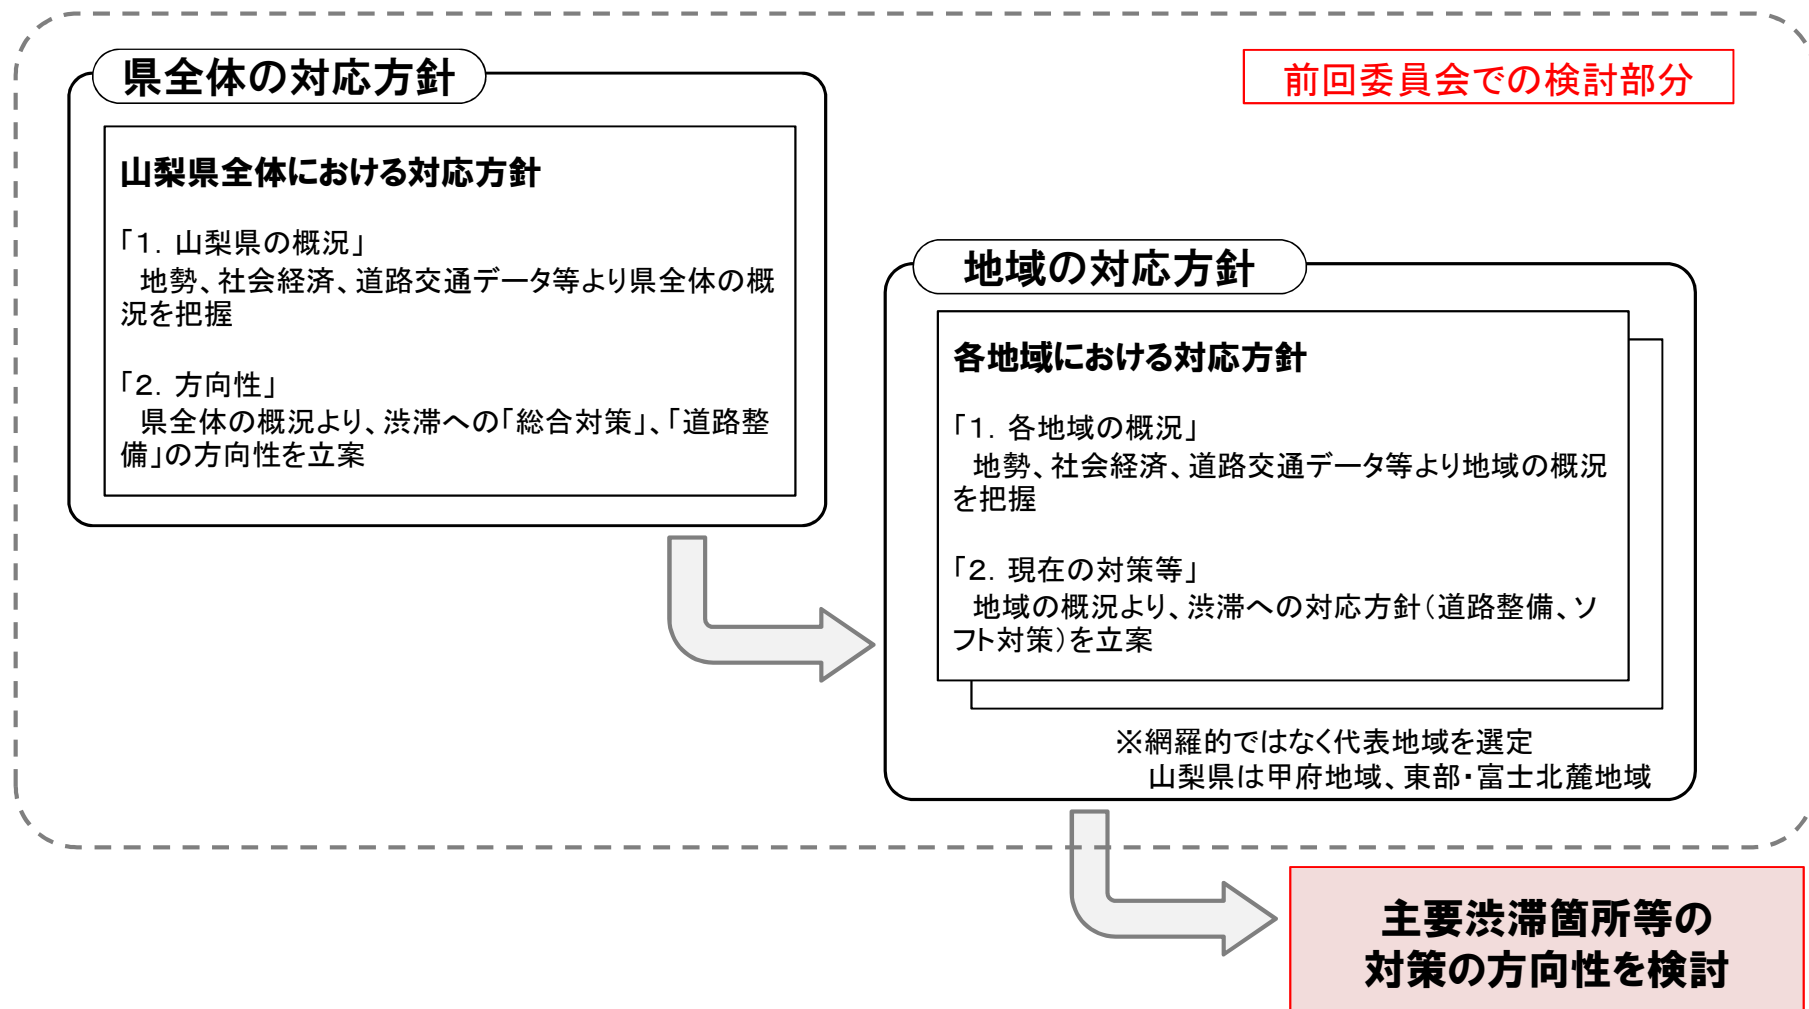 県全体の対応方針
前回委員会での検討部分
山梨県全体における対応方針
「1．山梨県の概況」
地勢、社会経済、道路交通データ等より県全体の概
況を把握
「2．方向性」
県全体の概況より、渋滞への「総合対策」、「道路整
備」の方向性を立案
地域の対応方針
各地域における対応方針
「1．各地域の概況」
地勢、社会経済、道路交通データ等より地域の概況
を把握
「2．現在の対策等」
地域の概況より、渋滞への対応方針（道路整備、ソ
フト対策）を立案
※網羅的ではなく代表地域を選定
山梨県は甲府地域、東部・富士北麓地域
主要渋滞箇所等の
対策の方向性を検討